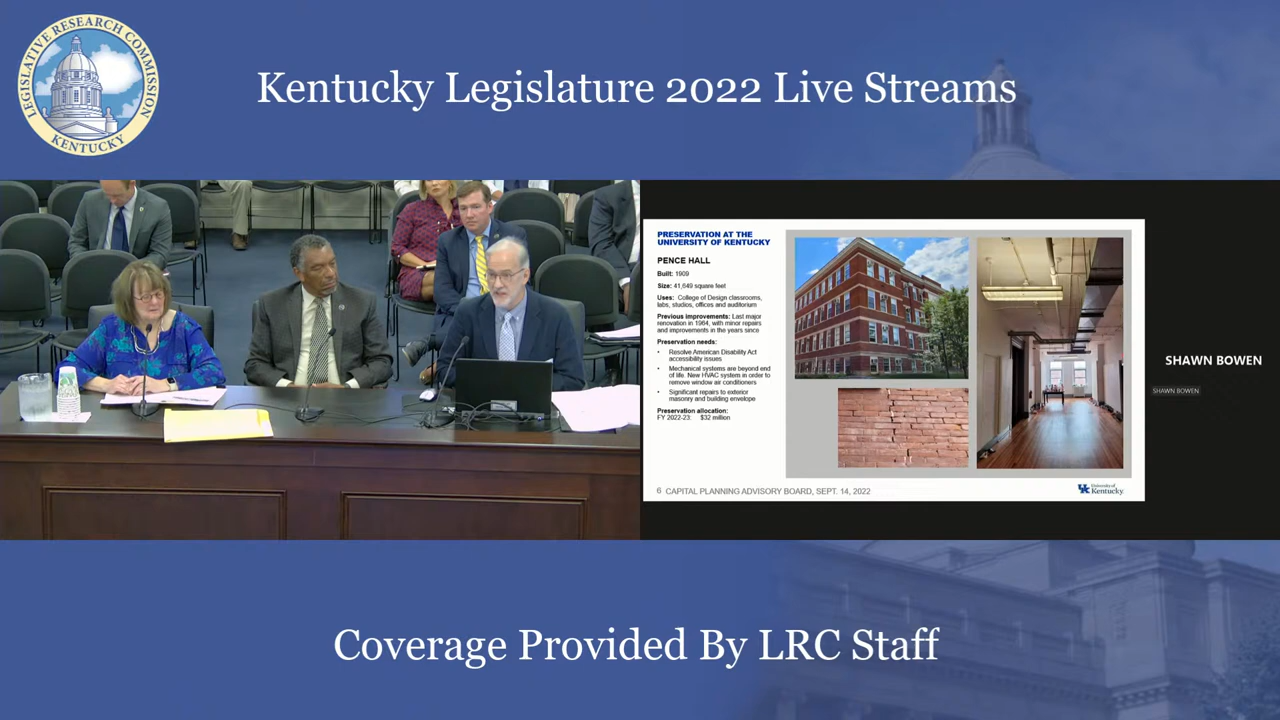 LEGISLATIVE RESEARCH COMMISSION
KENTUCKY
Kentucky Legislature 2022 Live Streams
PRESERVATION AT THE
UNIVERSITY OF KENTUCKY
PENCE HALL
Built: 1909
Size: 41,649 square feet
Uses: College of Design classrooms,
labs, studios, offices and auditorium
Previous improvements: Last major
renovation in 1964, with minor repairs
and improvements in the years since
Preservation needs:
• Resolve American Disability Act
accessibility issues
• Mechanical systems are beyond end
of life. New HVAC system in order to
remove window air conditioners
• Significant repairs to exterior
masonry and building envelope
Preservation allocation:
FY 2022-23: $32 million
6 CAPITAL PLANNING ADVISORY BOARD, SEPT. 14, 2022
UK University of
Kentucky
SHAWN BOWEN
SHAWN BOWEN
Coverage Provided By LRC Staff